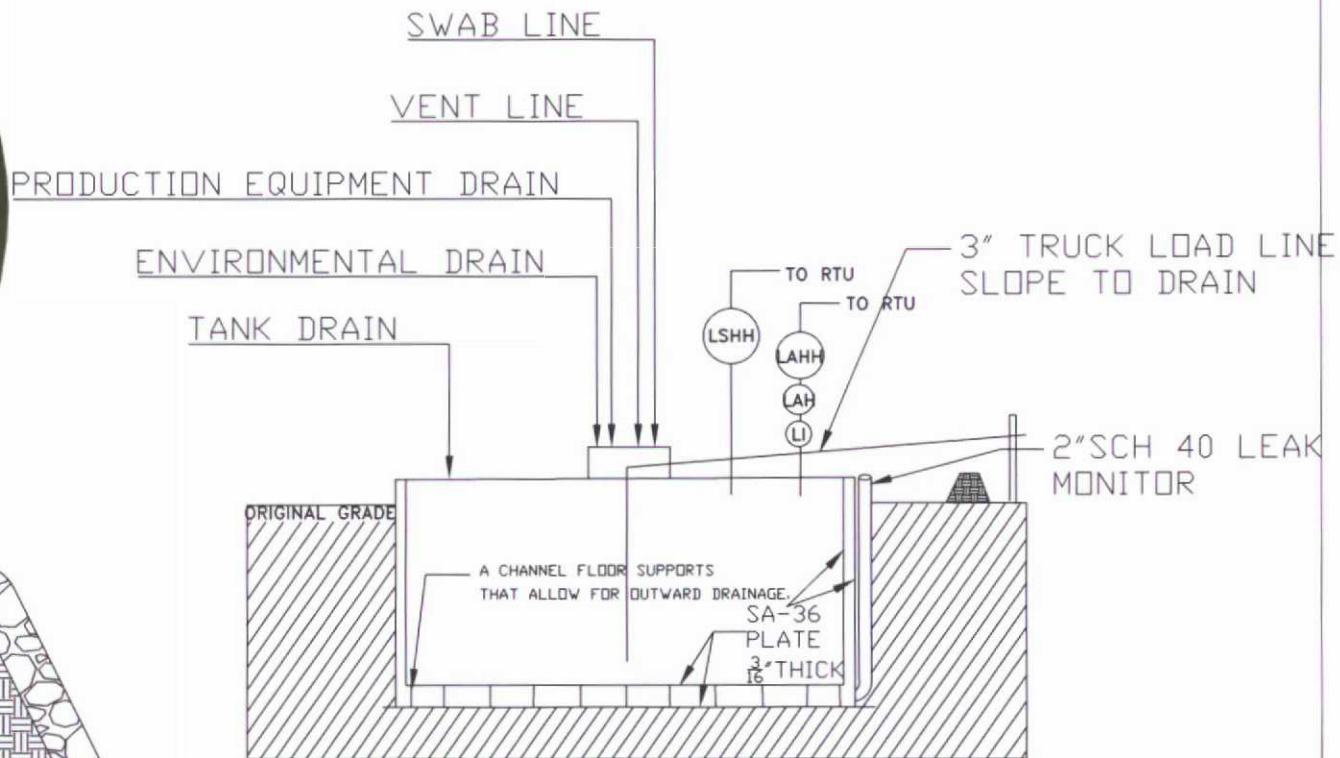 SWAB LINE
VENT LINE
PRODUCTION EQUIPMENT DRAIN
ENVIRONMENTAL DRAIN
TANK DRAIN
TO RTU
TO RTU
LSHH
LAHH
LAH
LI
3" TRUCK LOAD LINE
SLOPE TO DRAIN
2"SCH 40 LEAK
MONITOR
ORIGINAL GRADE
A CHANNEL FLOOR SUPPORTS
THAT ALLOW FOR OUTWARD DRAINAGE.
SA-36
PLATE
3/16" THICK